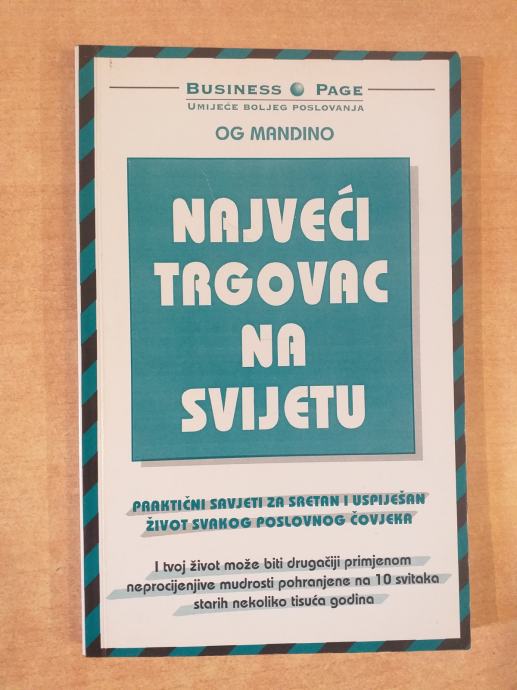 BUSINESS PAGE
UMIJEĆE BOLJEG POSLOVANJA
OG MANDINO
NAJVEĆI
TRGOVAC
NA
SVIJETU
PRAKTIČNI SAVJETI ZA SRETAN I USPIJEŠAN
ŽIVOT SVAKOG POSLOVNOG ČOVJEKA
I tvoj život može biti drugačiji primjenom
neprocijenjive mudrosti pohranjene na 10 svitaka
starih nekoliko tisuća godina